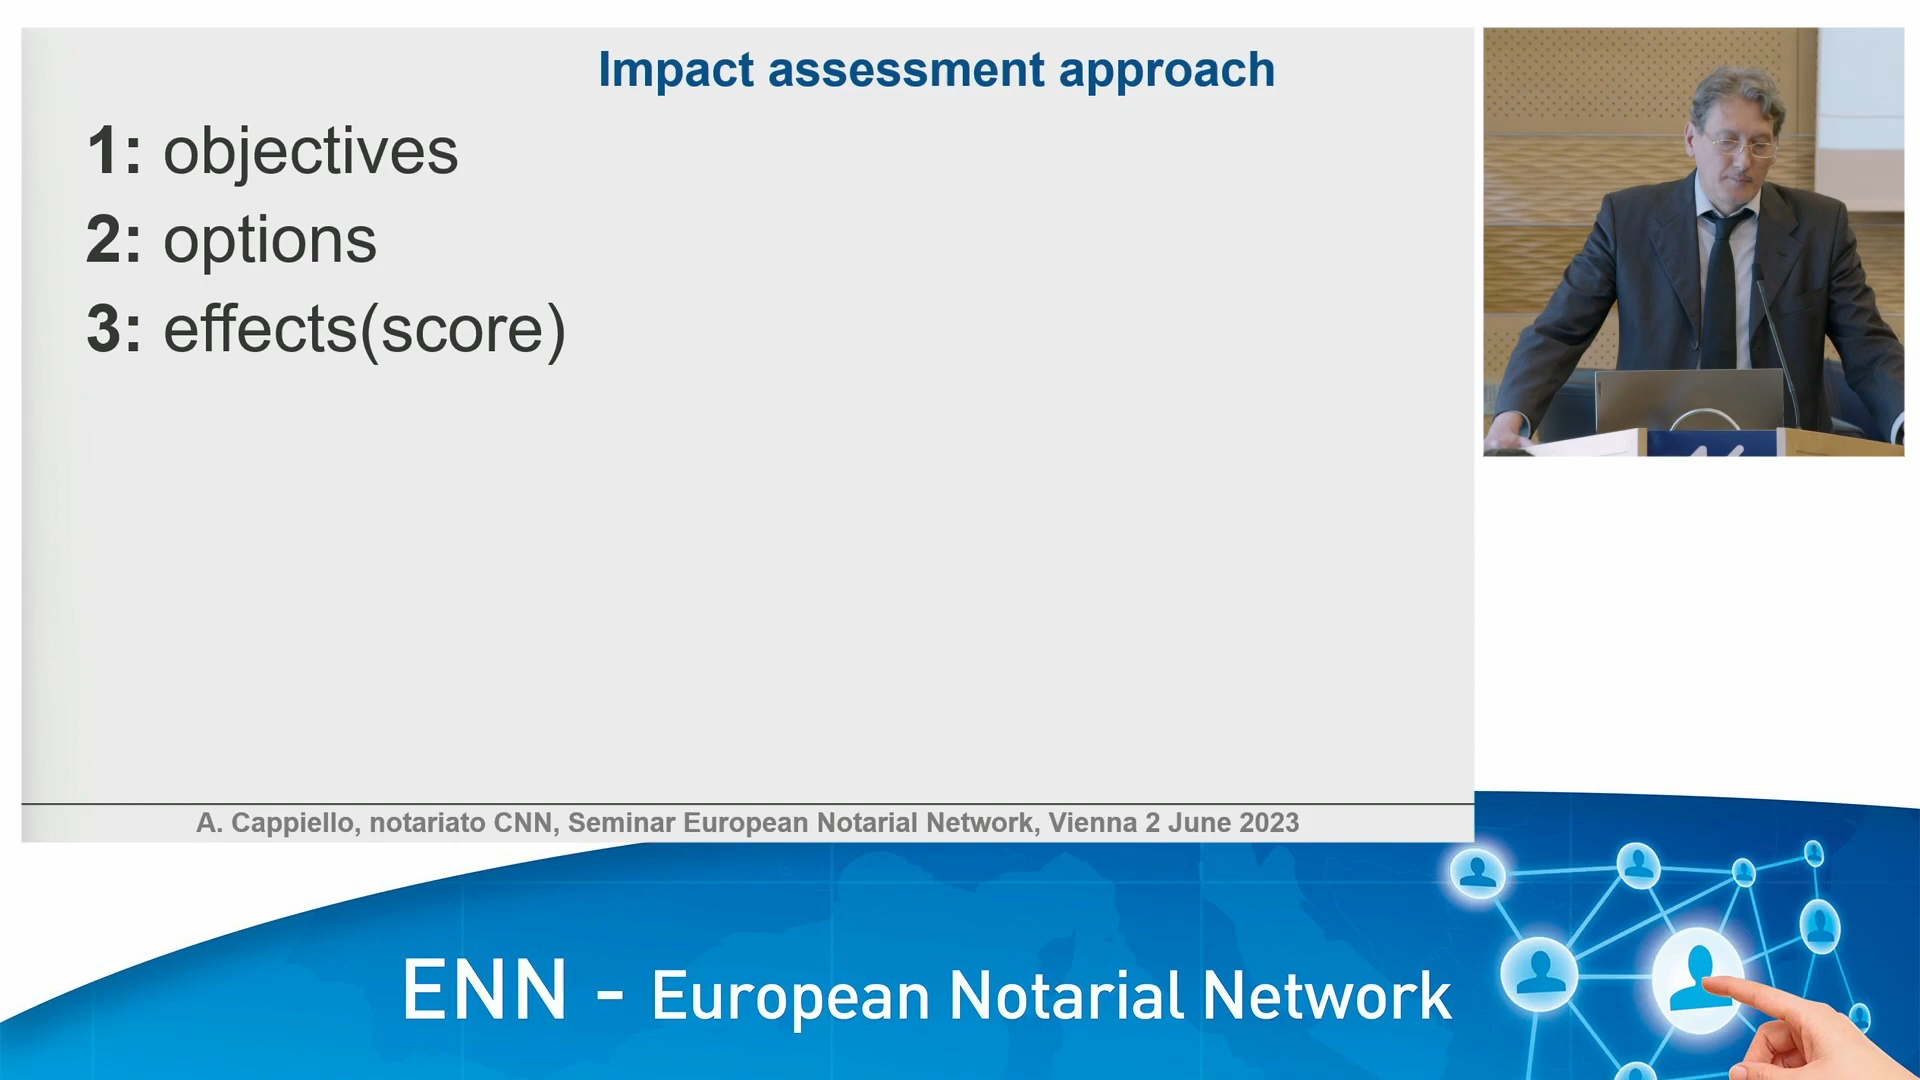 Impact assessment approach
1: objectives
2: options
3: effects(score)
A. Cappiello, notariato CNN, Seminar European Notarial Network, Vienna 2 June 2023
ENN - European Notarial Network